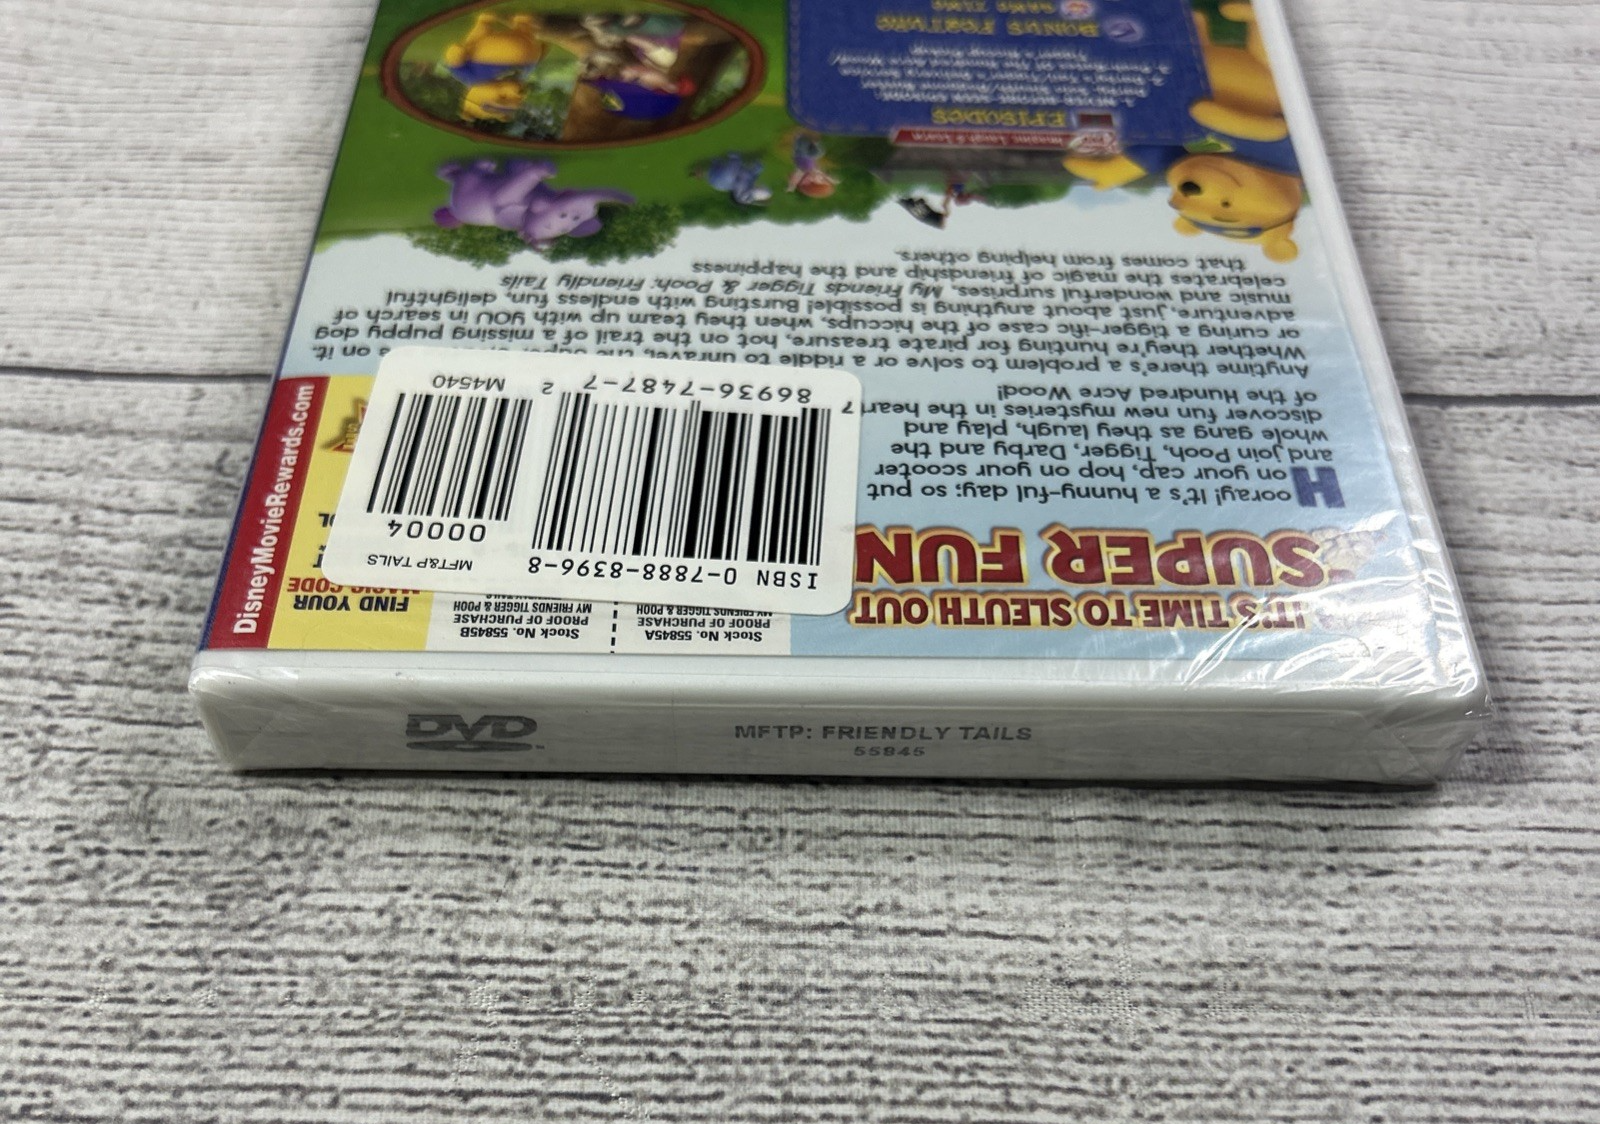 DVD
MFTP: FRIENDLY TAILS
55845
IT'S TIME TO SLEUTH OUT
SUPER FUN
Hooray! It's a hunny-ful day; so put
on your cap, hop on your scooter
and join Pooh, Tigger, Darby and the
whole gang as they laugh, play and
discover fun new mysteries in the heart
of the Hundred Acre Wood!
Anytime there's a problem to solve or a riddle to unravel, the Super on it.
Whether they're hunting for pirate treasure, hot on the trail of a missing puppy dog
or curing a tigger-ific case of the hiccups, when they team up with YOU in search of
adventure, just about anything is possible! Bursting with endless fun, delightful
music and wonderful surprises, My Friends Tigger & Pooh: Friendly Tails
celebrates the magic of friendship and the happiness
that comes from helping others.
EPISODES
BONUS FEATURE
GAME TIME
Stock No. 55845A
PROOF OF PURCHASE
MY FRIENDS TIGGER & POOH
Stock No. 55845B
PROOF OF PURCHASE
MY FRIENDS TIGGER & POOH
FIND YOUR
MAGIC CODE
DisneyMovieRewards.com
ISBN 0-7888-8396-8
MFT&P TAILS
00004
7 86936-7487-7 2
M4540